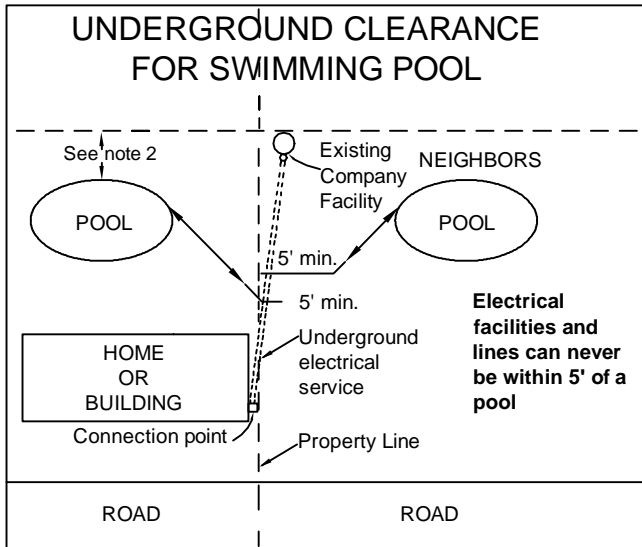 UNDERGROUND CLEARANCE
FOR SWIMMING POOL
See note 2
Existing
Company
Facility
NEIGHBORS
POOL
POOL
5' min.
5' min.
Electrical
facilities and
lines can never
be within 5' of a
pool
HOME
OR
BUILDING
Underground
electrical
service
Connection point
Property Line
ROAD
ROAD